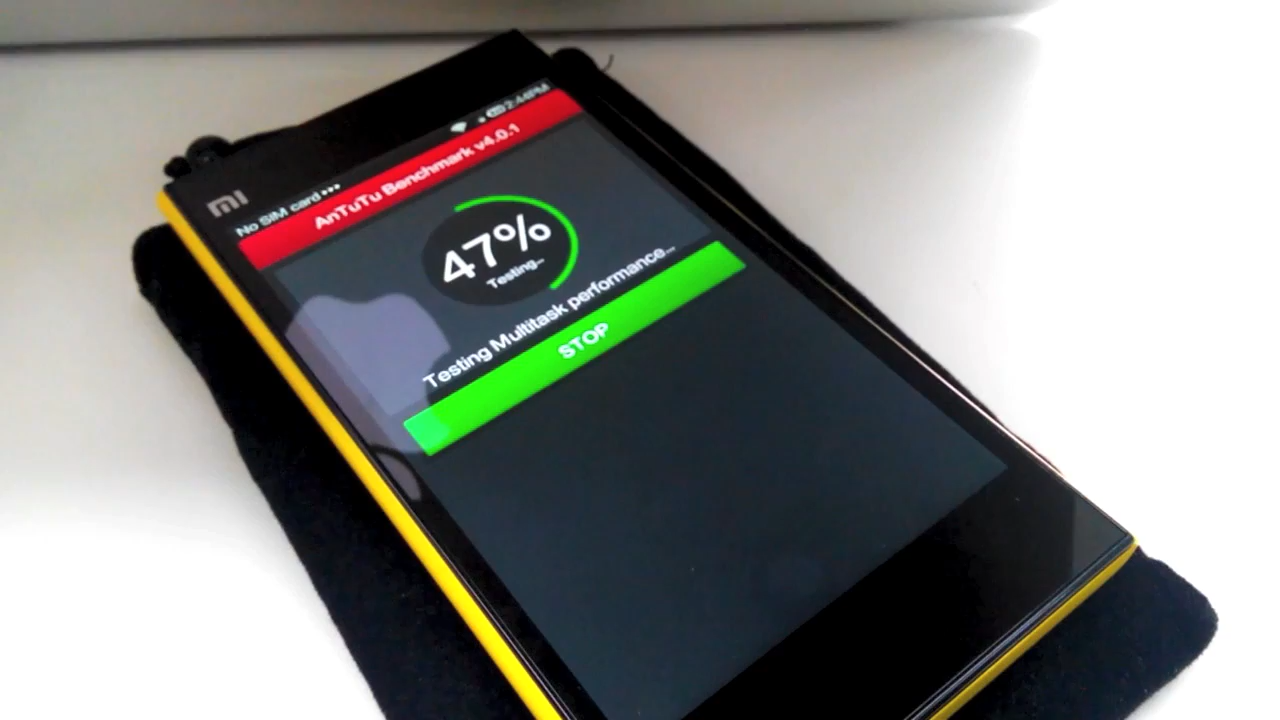 MI
No SIM card ...
2:44PM
AnTuTu Benchmark v4.0.1
47%
Testing...
Testing Multitask performance...
STOP